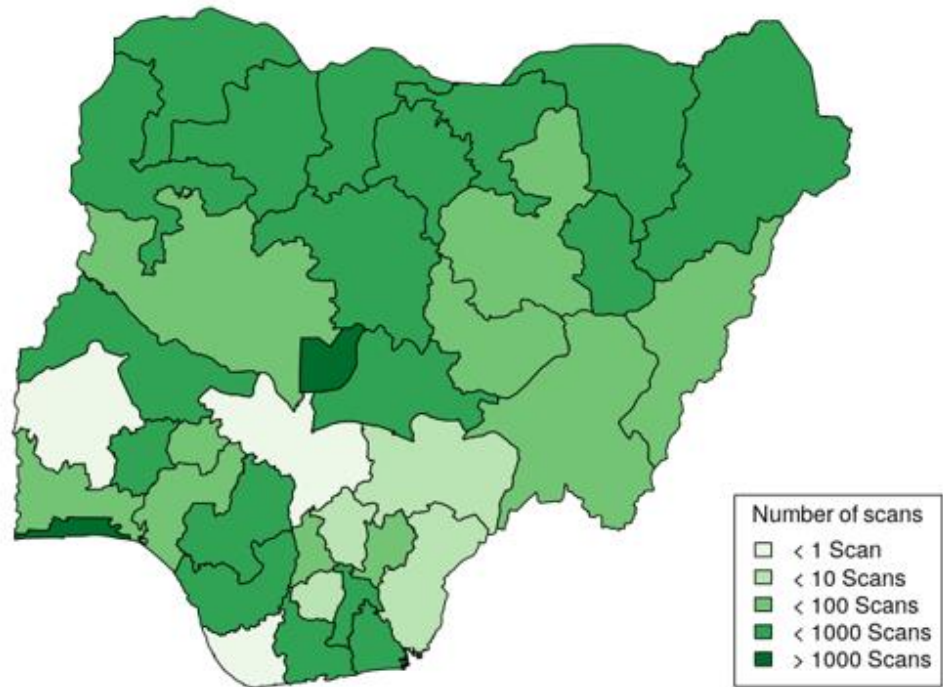 Number of scans
< 1 Scan
< 10 Scans
< 100 Scans
< 1000 Scans
> 1000 Scans